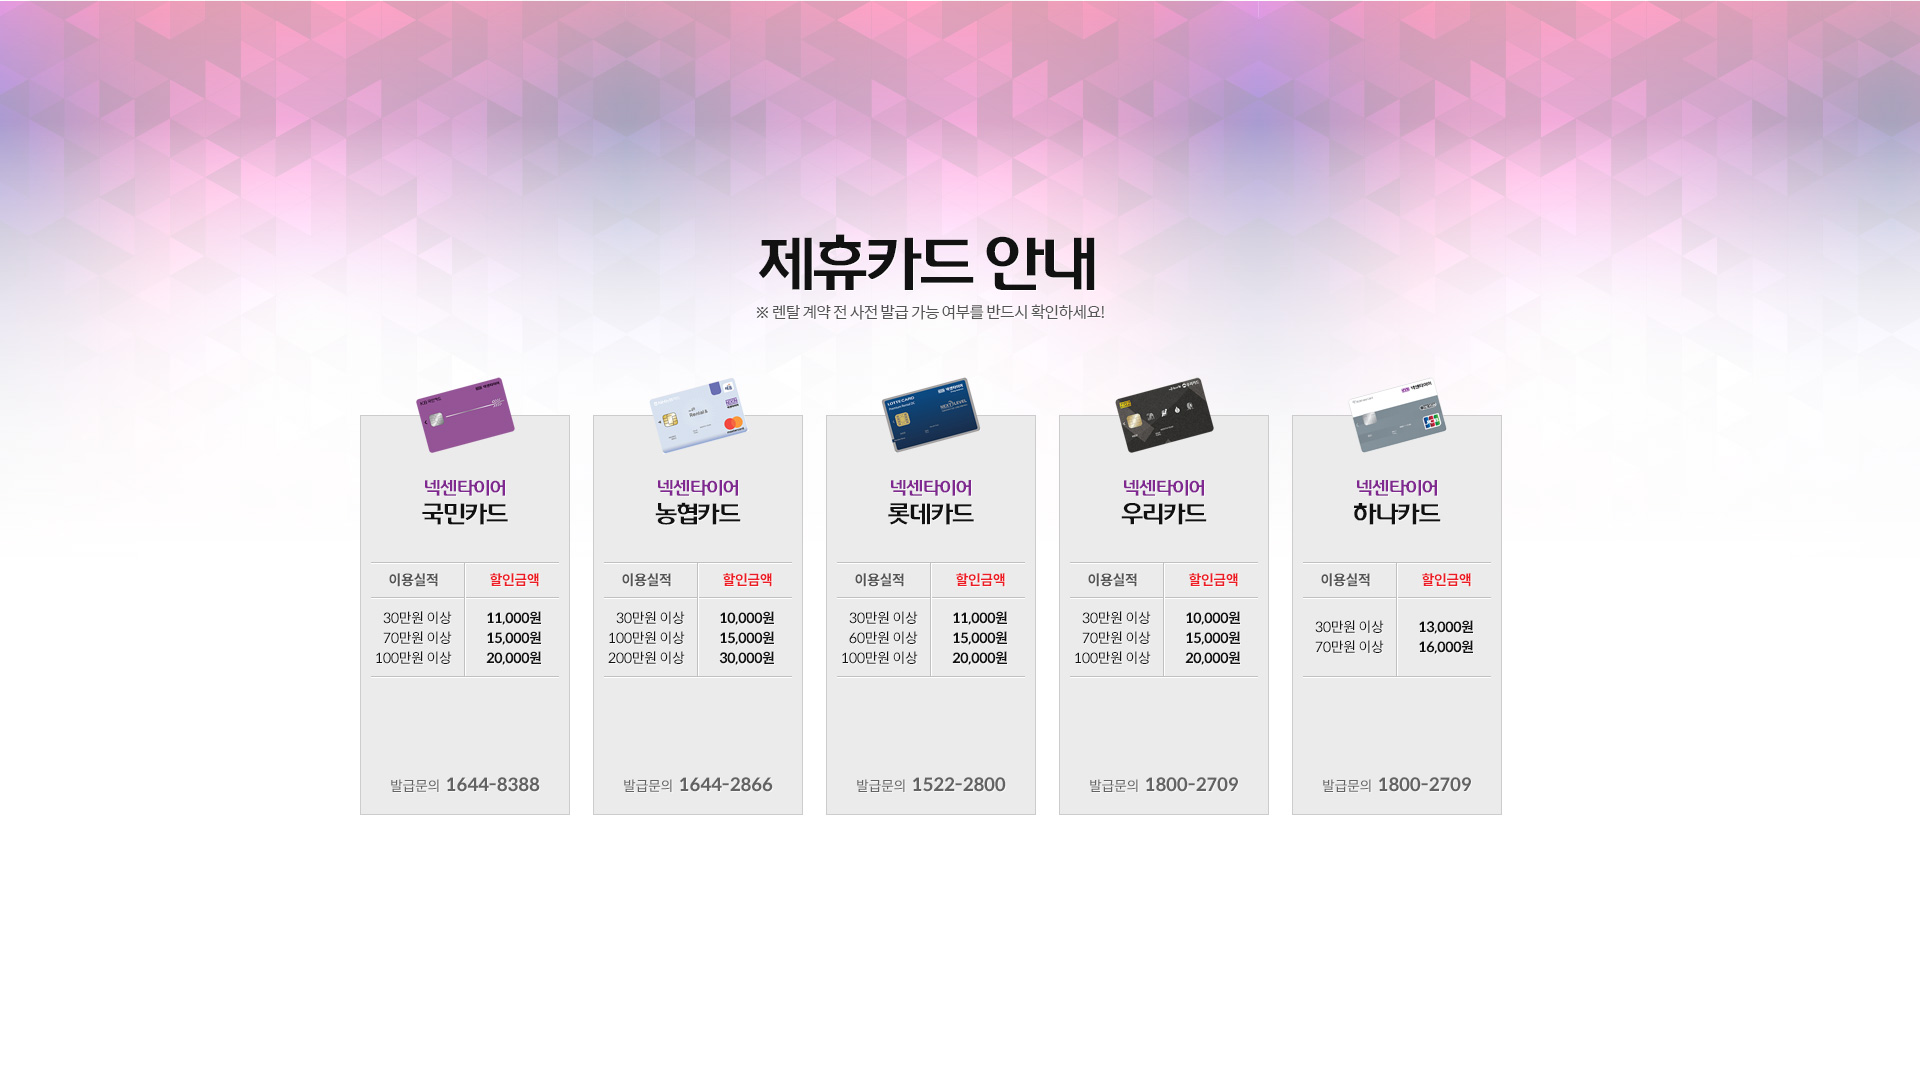 제휴카드 안내
※ 렌탈 계약 전 사전 발급 가능 여부를 반드시 확인하세요!
넥센타이어
국민카드
이용실적 할인금액
30만원 이상 11,000원
70만원 이상 15,000원
100만원 이상 20,000원
발급문의 1644-8388
넥센타이어
농협카드
이용실적 할인금액
30만원 이상 10,000원
100만원 이상 15,000원
200만원 이상 30,000원
발급문의 1644-2866
LOTTE CARD
넥센타이어
롯데카드
이용실적 할인금액
30만원 이상 11,000원
60만원 이상 15,000원
100만원 이상 20,000원
발급문의 1522-2800
넥센타이어
우리카드
이용실적 할인금액
30만원 이상 10,000원
70만원 이상 15,000원
100만원 이상 20,000원
발급문의 1800-2709
넥센타이어
JCB
넥센타이어
하나카드
이용실적 할인금액
30만원 이상 13,000원
70만원 이상 16,000원
발급문의 1800-2709